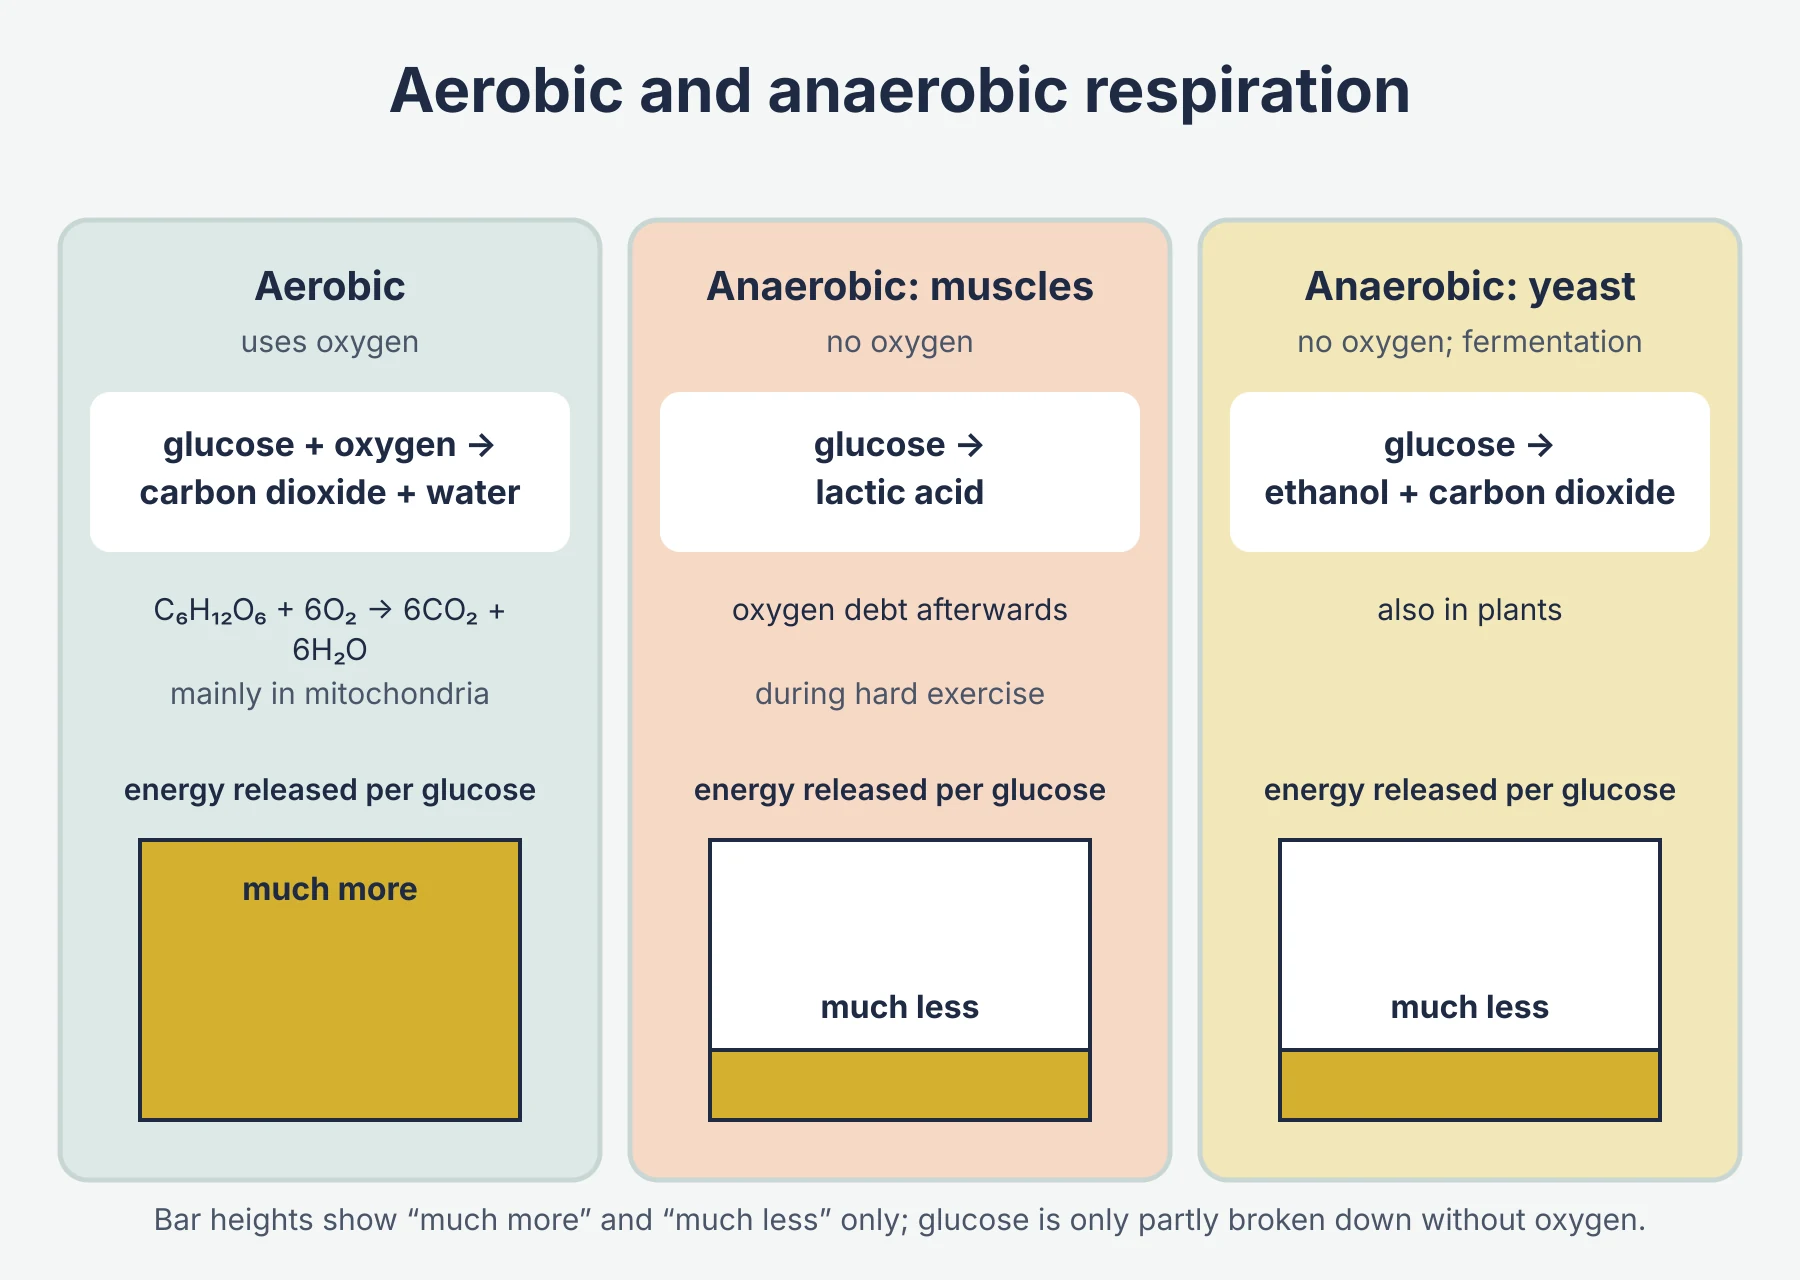 Aerobic and anaerobic respiration
Aerobic
uses oxygen
glucose + oxygen →
carbon dioxide + water
C₆H₁₂O₆ + 6O₂ → 6CO₂ +
6H₂O
mainly in mitochondria
energy released per glucose
much more
Anaerobic: muscles
no oxygen
glucose →
lactic acid
oxygen debt afterwards
during hard exercise
energy released per glucose
much less
Anaerobic: yeast
no oxygen; fermentation
glucose →
ethanol + carbon dioxide
also in plants
energy released per glucose
much less
Bar heights show “much more” and “much less” only; glucose is only partly broken down without oxygen.